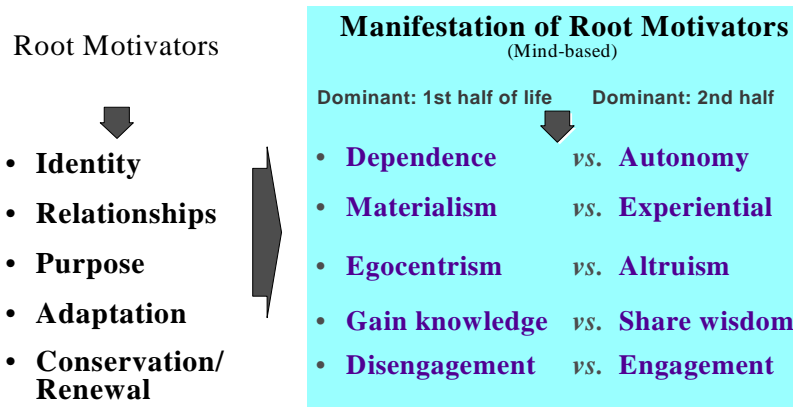 Root Motivators
• Identity
• Relationships
• Purpose
• Adaptation
• Conservation/
Renewal
Manifestation of Root Motivators
(Mind-based)
Dominant: 1st half of life Dominant: 2nd half
• Dependence vs. Autonomy
• Materialism vs. Experiential
• Egocentrism vs. Altruism
• Gain knowledge vs. Share wisdom
• Disengagement vs. Engagement